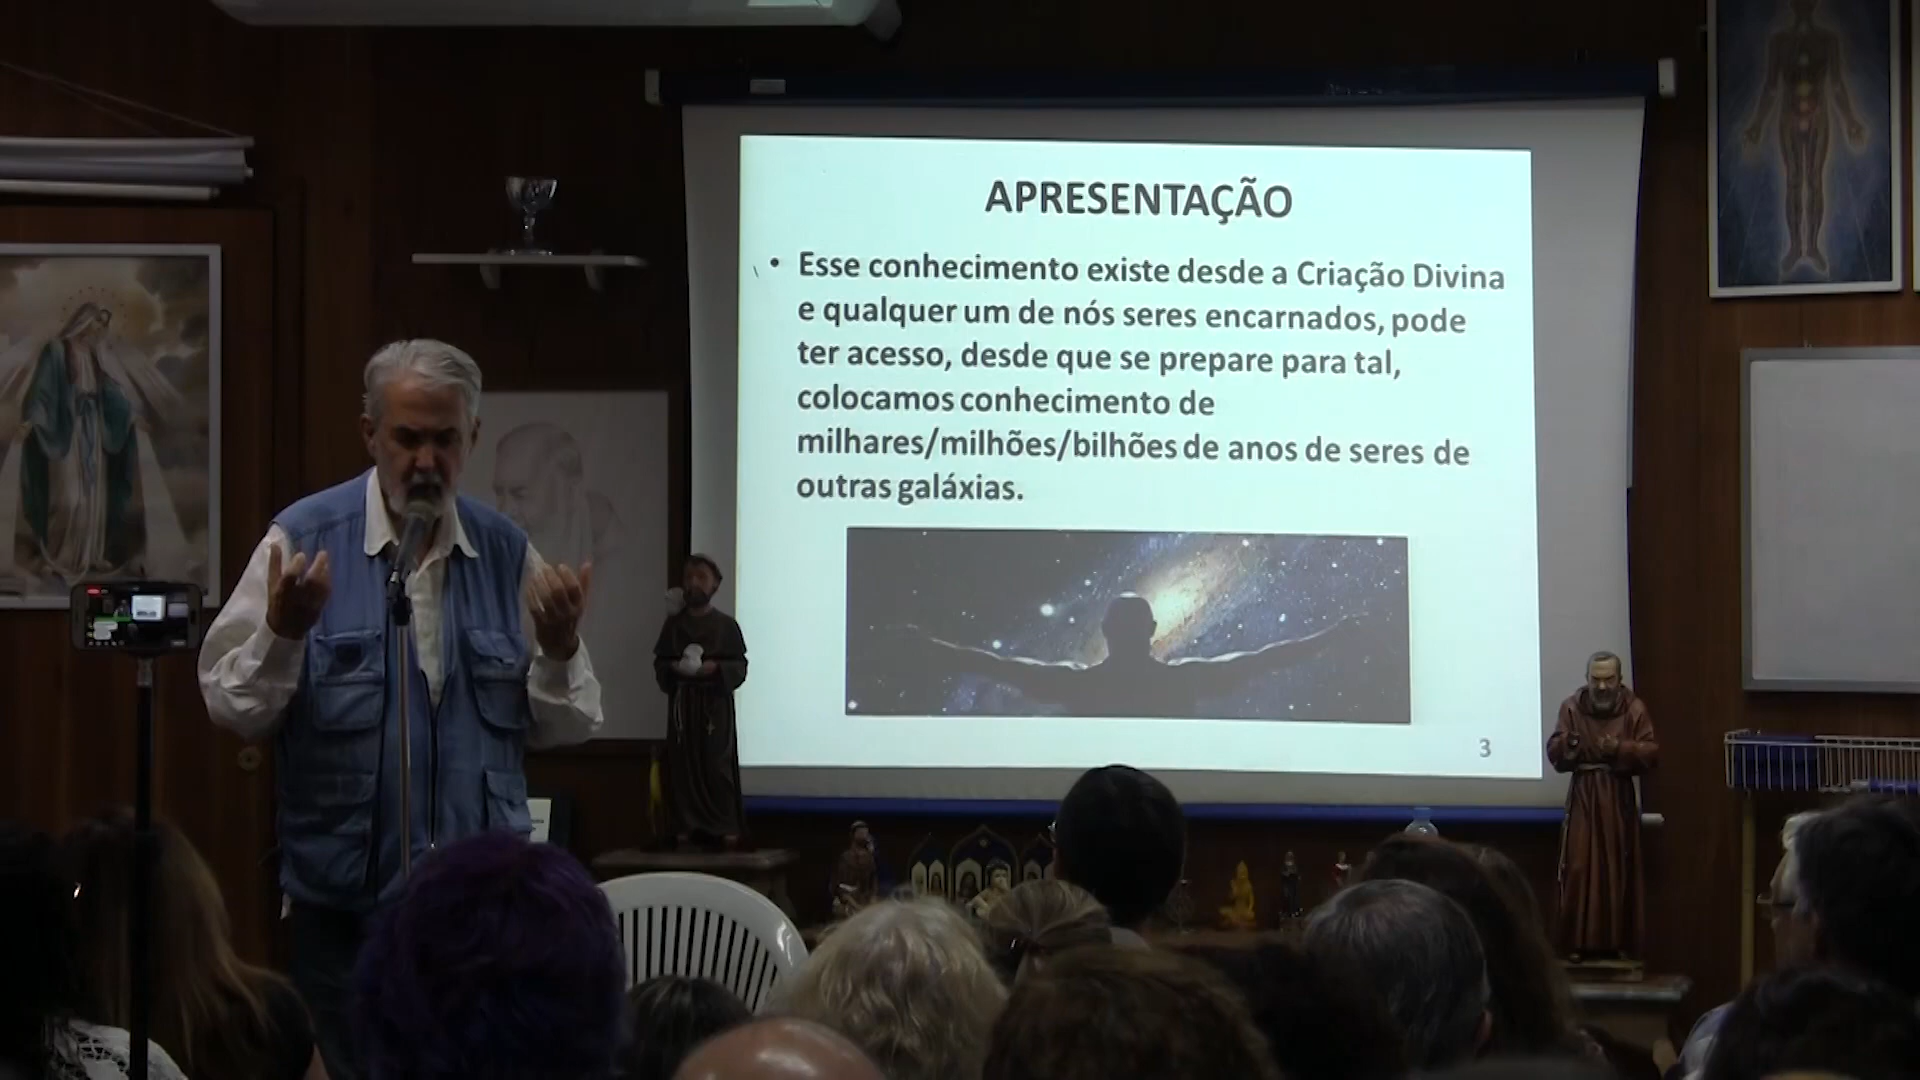 APRESENTAÇÃO
• Esse conhecimento existe desde a Criação Divina
e qualquer um de nós seres encarnados, pode
ter acesso, desde que se prepare para tal,
colocamos conhecimento de
milhares/milhões/bilhões de anos de seres de
outras galáxias.
3